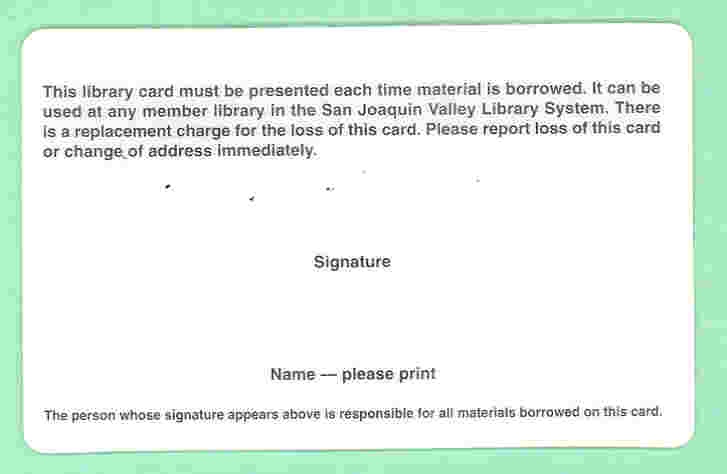 This library card must be presented each time material is borrowed. It can be
used at any member library in the San Joaquin Valley Library System. There
is a replacement charge for the loss of this card. Please report loss of this card
or change of address immediately.
Signature
Name — please print
The person whose signature appears above is responsible for all materials borrowed on this card.